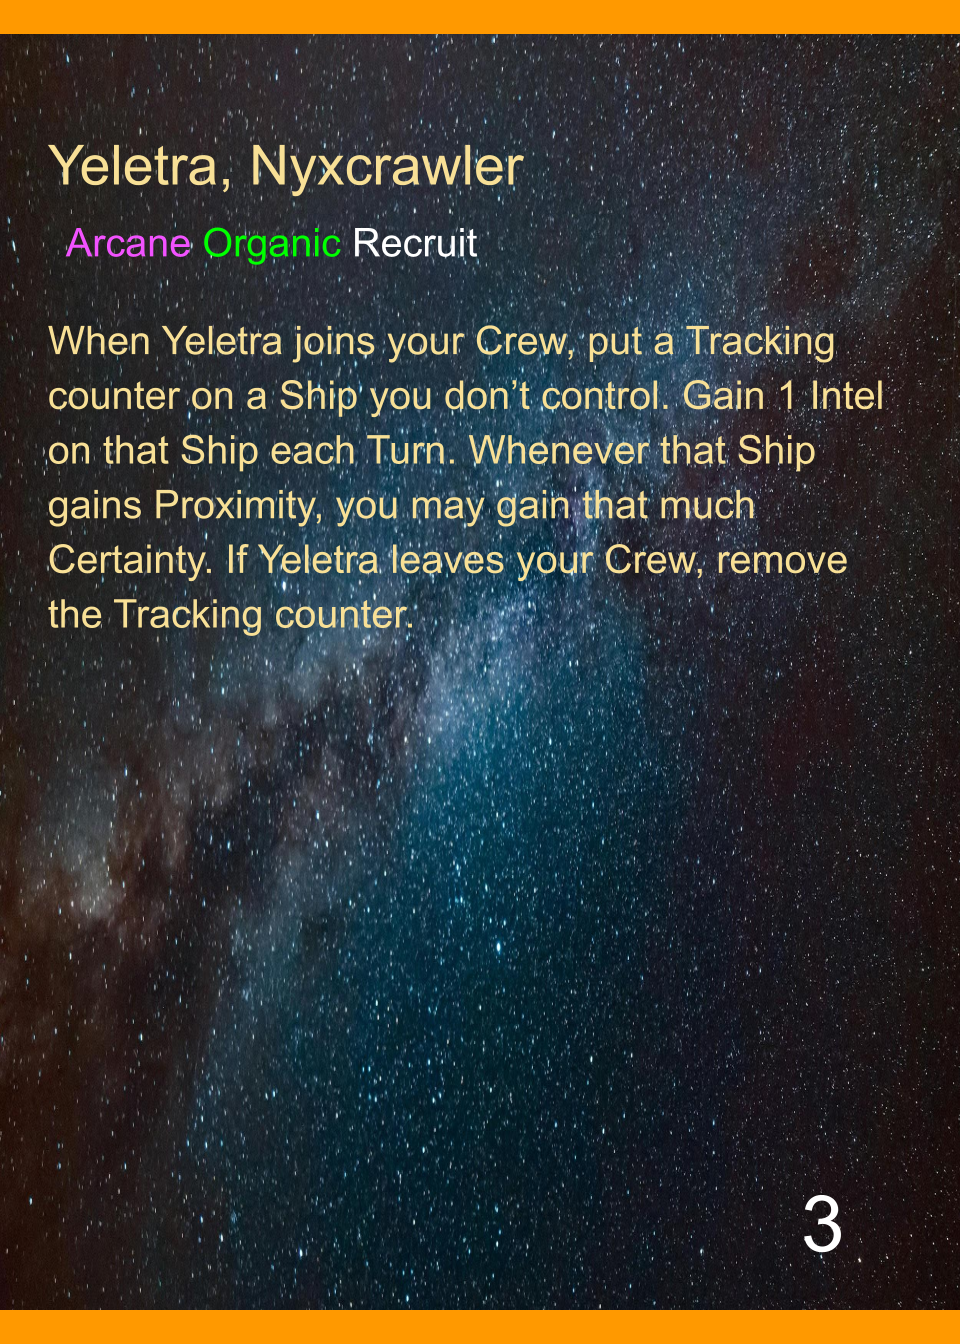 Yeletra, Nyxcrawler
Arcane Organic Recruit
When Yeletra joins your Crew, put a Tracking
counter on a Ship you don’t control. Gain 1 Intel
on that Ship each Turn. Whenever that Ship
gains Proximity, you may gain that much
Certainty. If Yeletra leaves your Crew, remove
the Tracking counter.
3